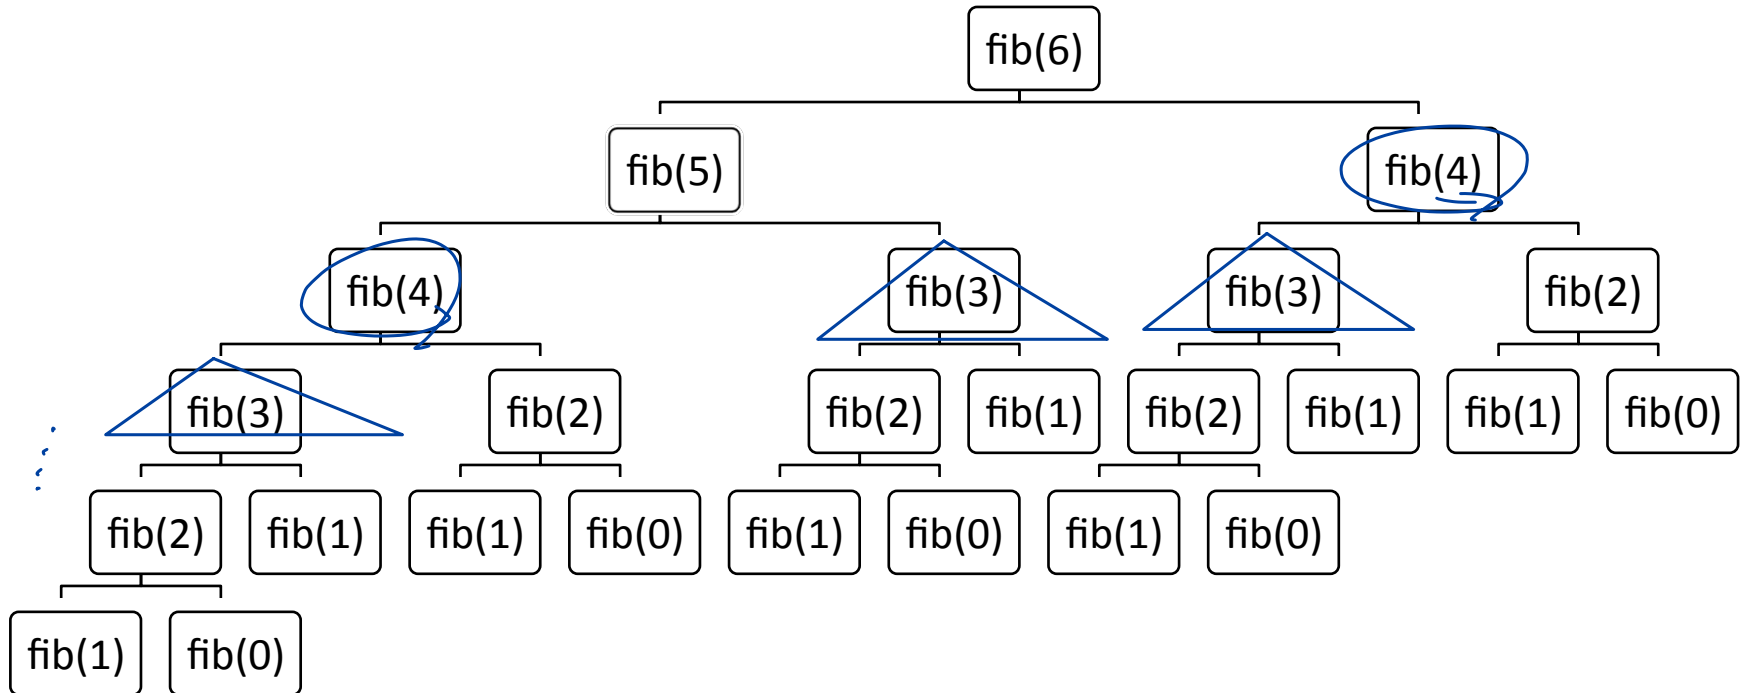 fib(6)
fib(5) fib(4)
fib(4) fib(3) fib(3) fib(2)
fib(3) fib(2) fib(2) fib(1) fib(2) fib(1) fib(1) fib(0)
fib(2) fib(1) fib(1) fib(0) fib(1) fib(0) fib(1) fib(0)
fib(1) fib(0)